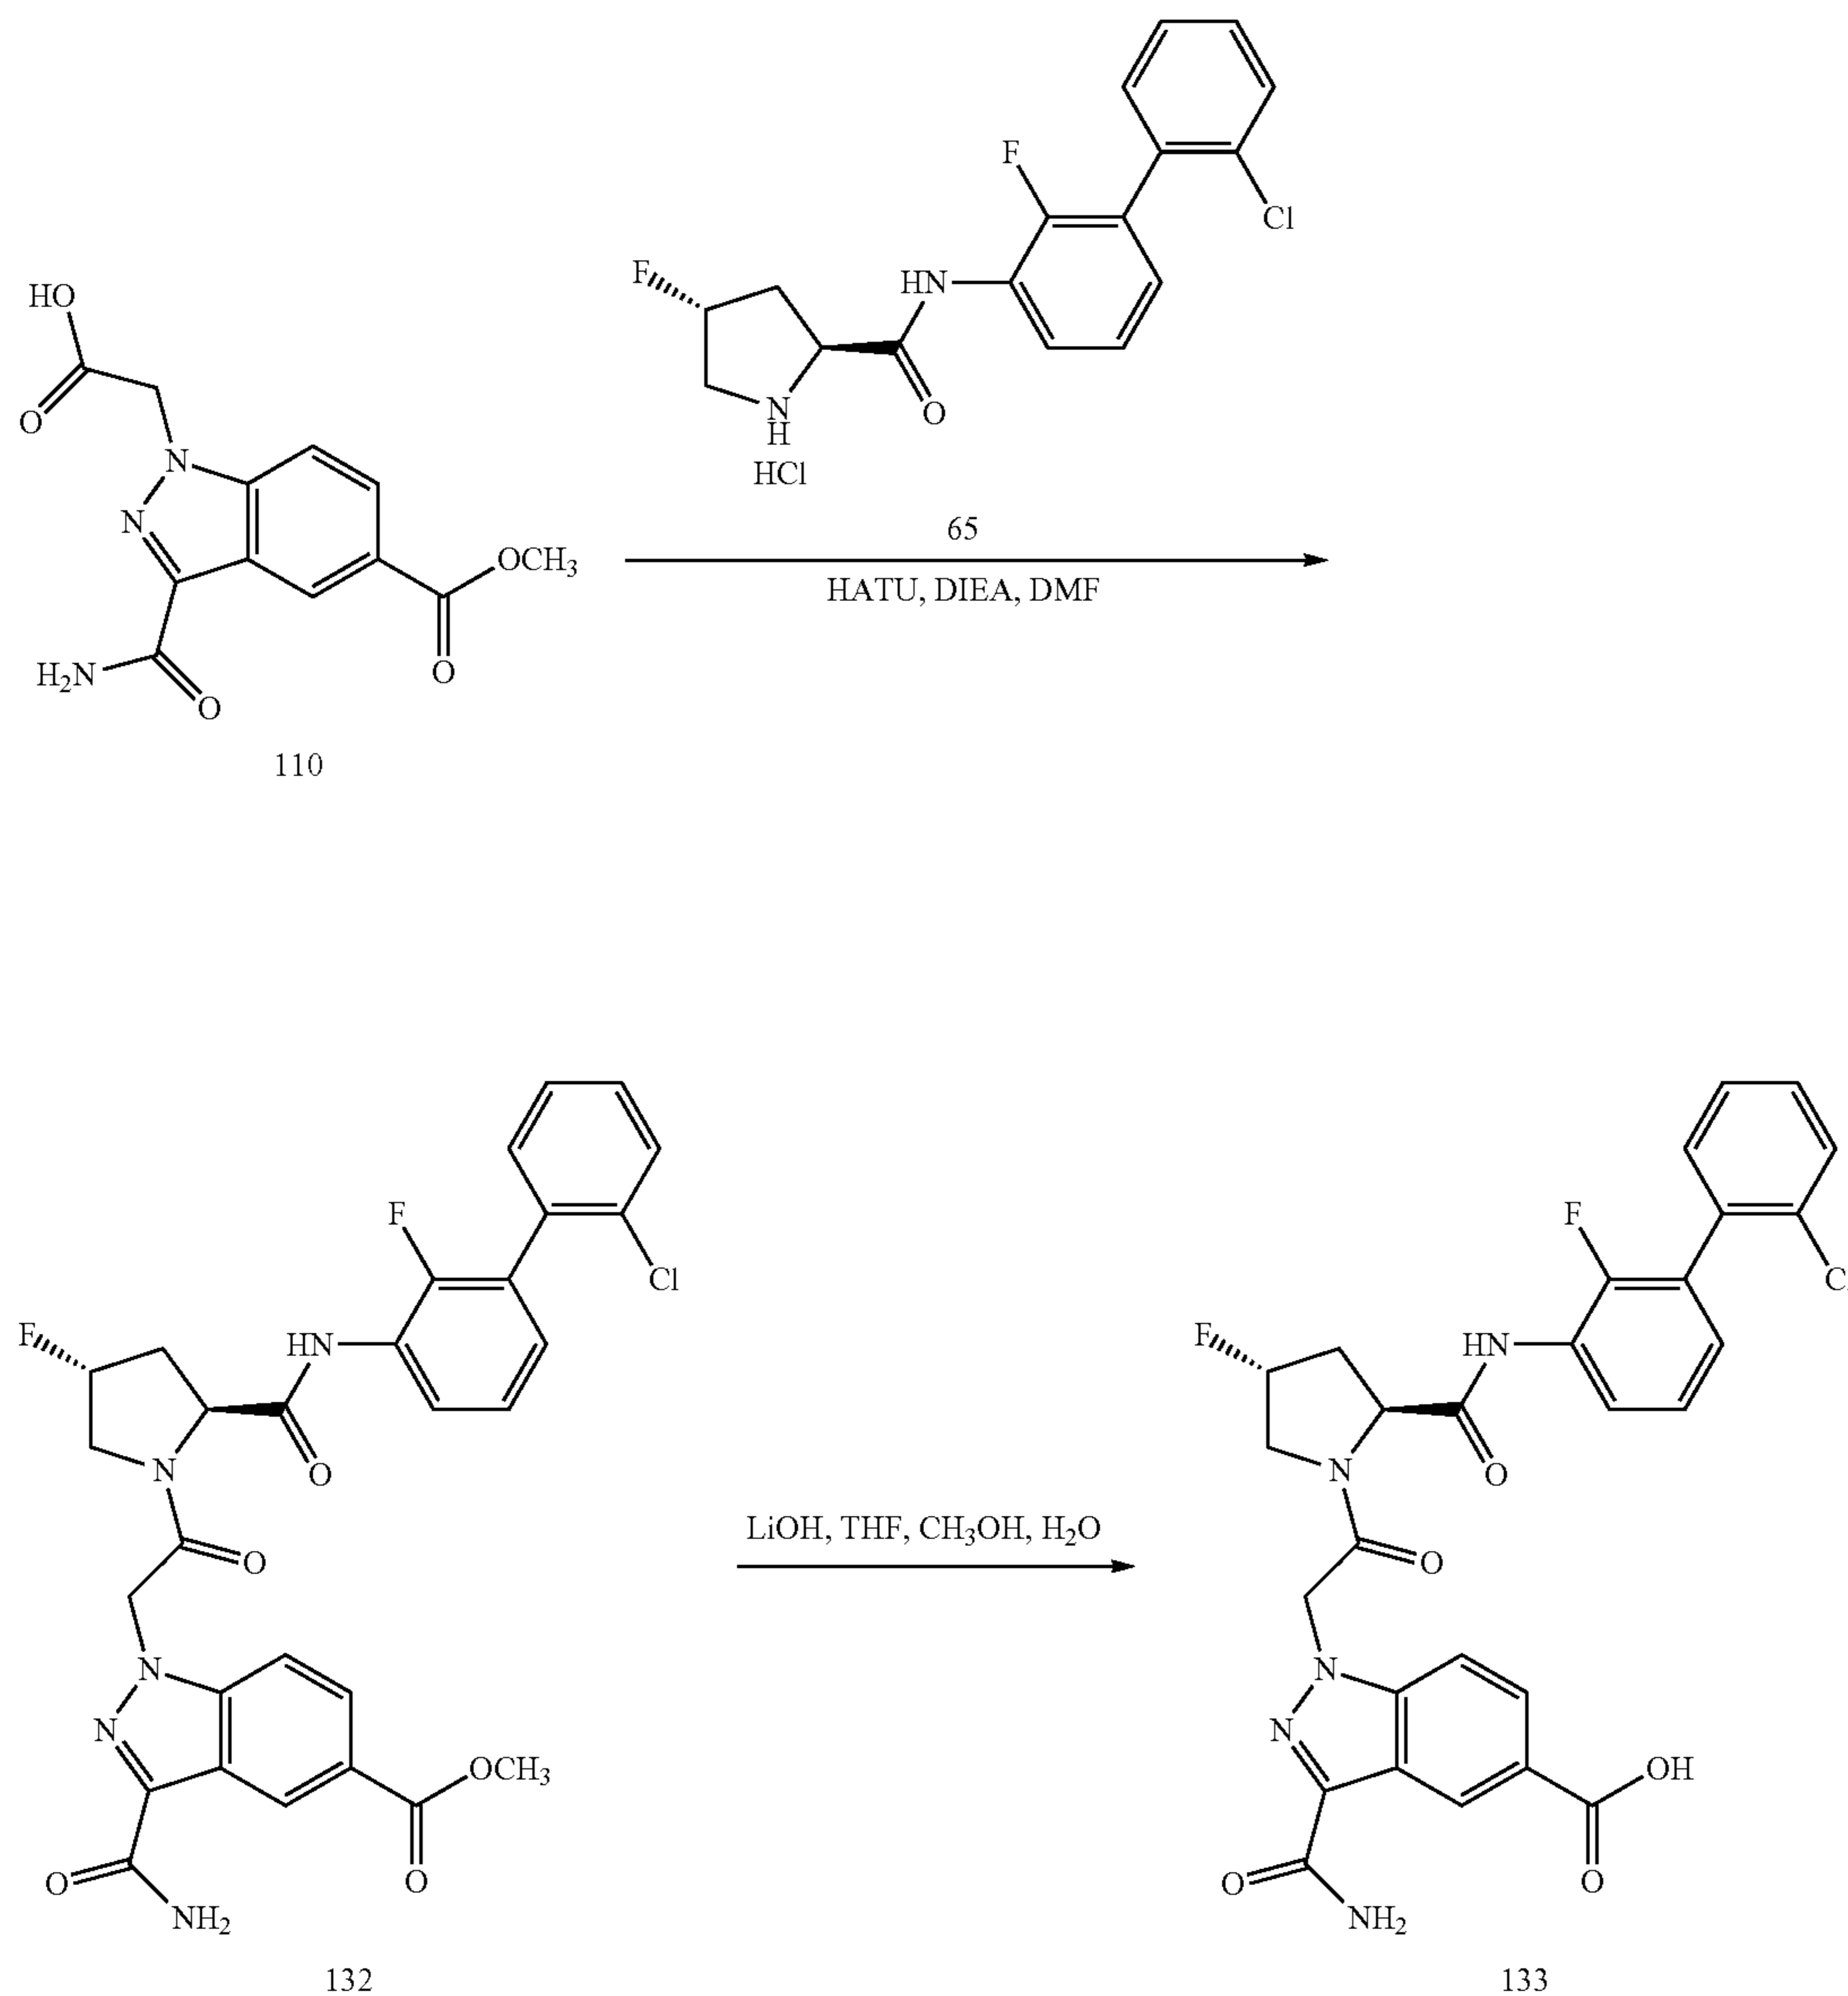 F
Cl
F
HN
HO
O
N
H
HCl
O
N
N
OCH3
H2N
O
O
65
HATU, DIEA, DMF
110
F
Cl
F
HN
O
N
O
N
N
OCH3
O
O
NH2
132
LiOH, THF, CH3OH, H2O
F
C
F
HN
O
N
O
N
N
OH
O
O
NH2
133